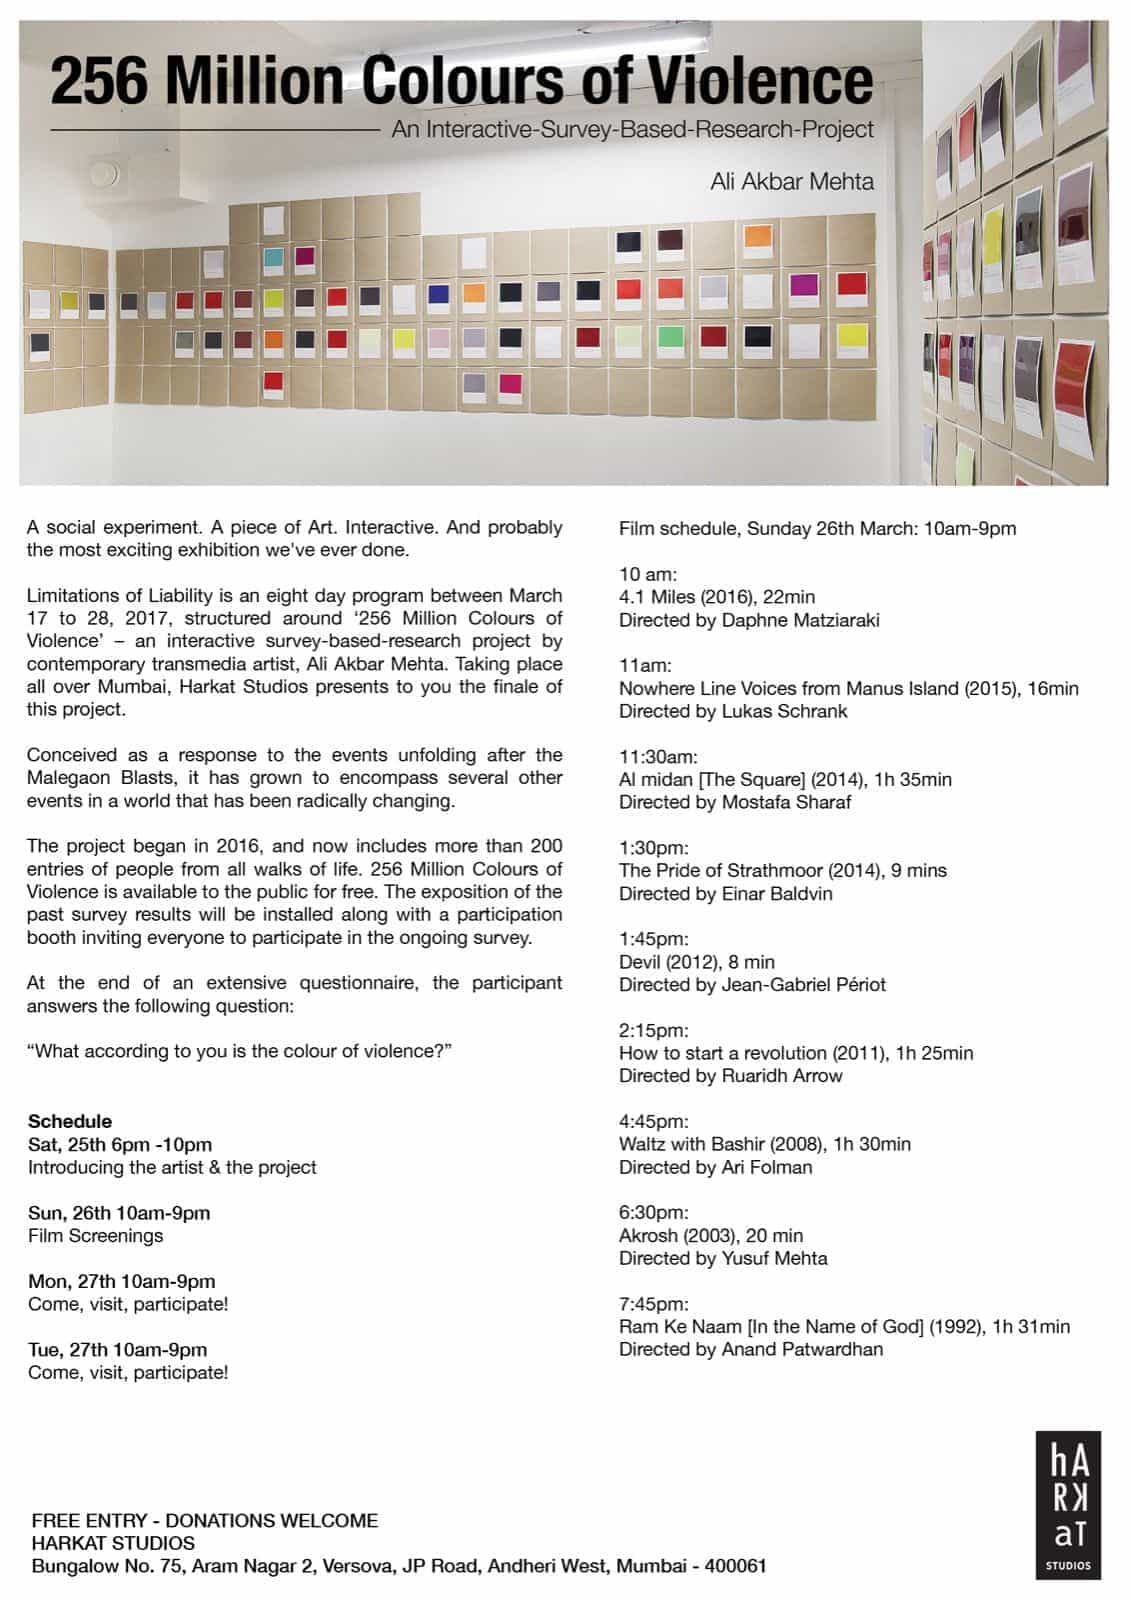 256 Million Colours of Violence
An Interactive-Survey-Based-Research-Project
Ali Akbar Mehta
A social experiment. A piece of Art. Interactive. And probably
the most exciting exhibition we've ever done.
Limitations of Liability is an eight day program between March
17 to 28, 2017, structured around ‘256 Million Colours of
Violence’ – an interactive survey-based-research project by
contemporary transmedia artist, Ali Akbar Mehta. Taking place
all over Mumbai, Harkat Studios presents to you the finale of
this project.
Conceived as a response to the events unfolding after the
Malegaon Blasts, it has grown to encompass several other
events in a world that has been radically changing.
The project began in 2016, and now includes more than 200
entries of people from all walks of life. 256 Million Colours of
Violence is available to the public for free. The exposition of the
past survey results will be installed along with a participation
booth inviting everyone to participate in the ongoing survey.
At the end of an extensive questionnaire, the participant
answers the following question:
“What according to you is the colour of violence?”
Schedule
Sat, 25th 6pm -10pm
Introducing the artist & the project
Sun, 26th 10am-9pm
Film Screenings
Mon, 27th 10am-9pm
Come, visit, participate!
Tue, 27th 10am-9pm
Come, visit, participate!
Film schedule, Sunday 26th March: 10am-9pm
10 am:
4.1 Miles (2016), 22min
Directed by Daphne Matziaraki
11am:
Nowhere Line Voices from Manus Island (2015), 16min
Directed by Lukas Schrank
11:30am:
Al midan [The Square] (2014), 1h 35min
Directed by Mostafa Sharaf
1:30pm:
The Pride of Strathmoor (2014), 9 mins
Directed by Einar Baldvin
1:45pm:
Devil (2012), 8 min
Directed by Jean-Gabriel Périot
2:15pm:
How to start a revolution (2011), 1h 25min
Directed by Ruaridh Arrow
4:45pm:
Waltz with Bashir (2008), 1h 30min
Directed by Ari Folman
6:30pm:
Akrosh (2003), 20 min
Directed by Yusuf Mehta
7:45pm:
Ram Ke Naam [In the Name of God] (1992), 1h 31min
Directed by Anand Patwardhan
FREE ENTRY - DONATIONS WELCOME
HARKAT STUDIOS
Bungalow No. 75, Aram Nagar 2, Versova, JP Road, Andheri West, Mumbai - 400061
hA
RK
aT
STUDIOS